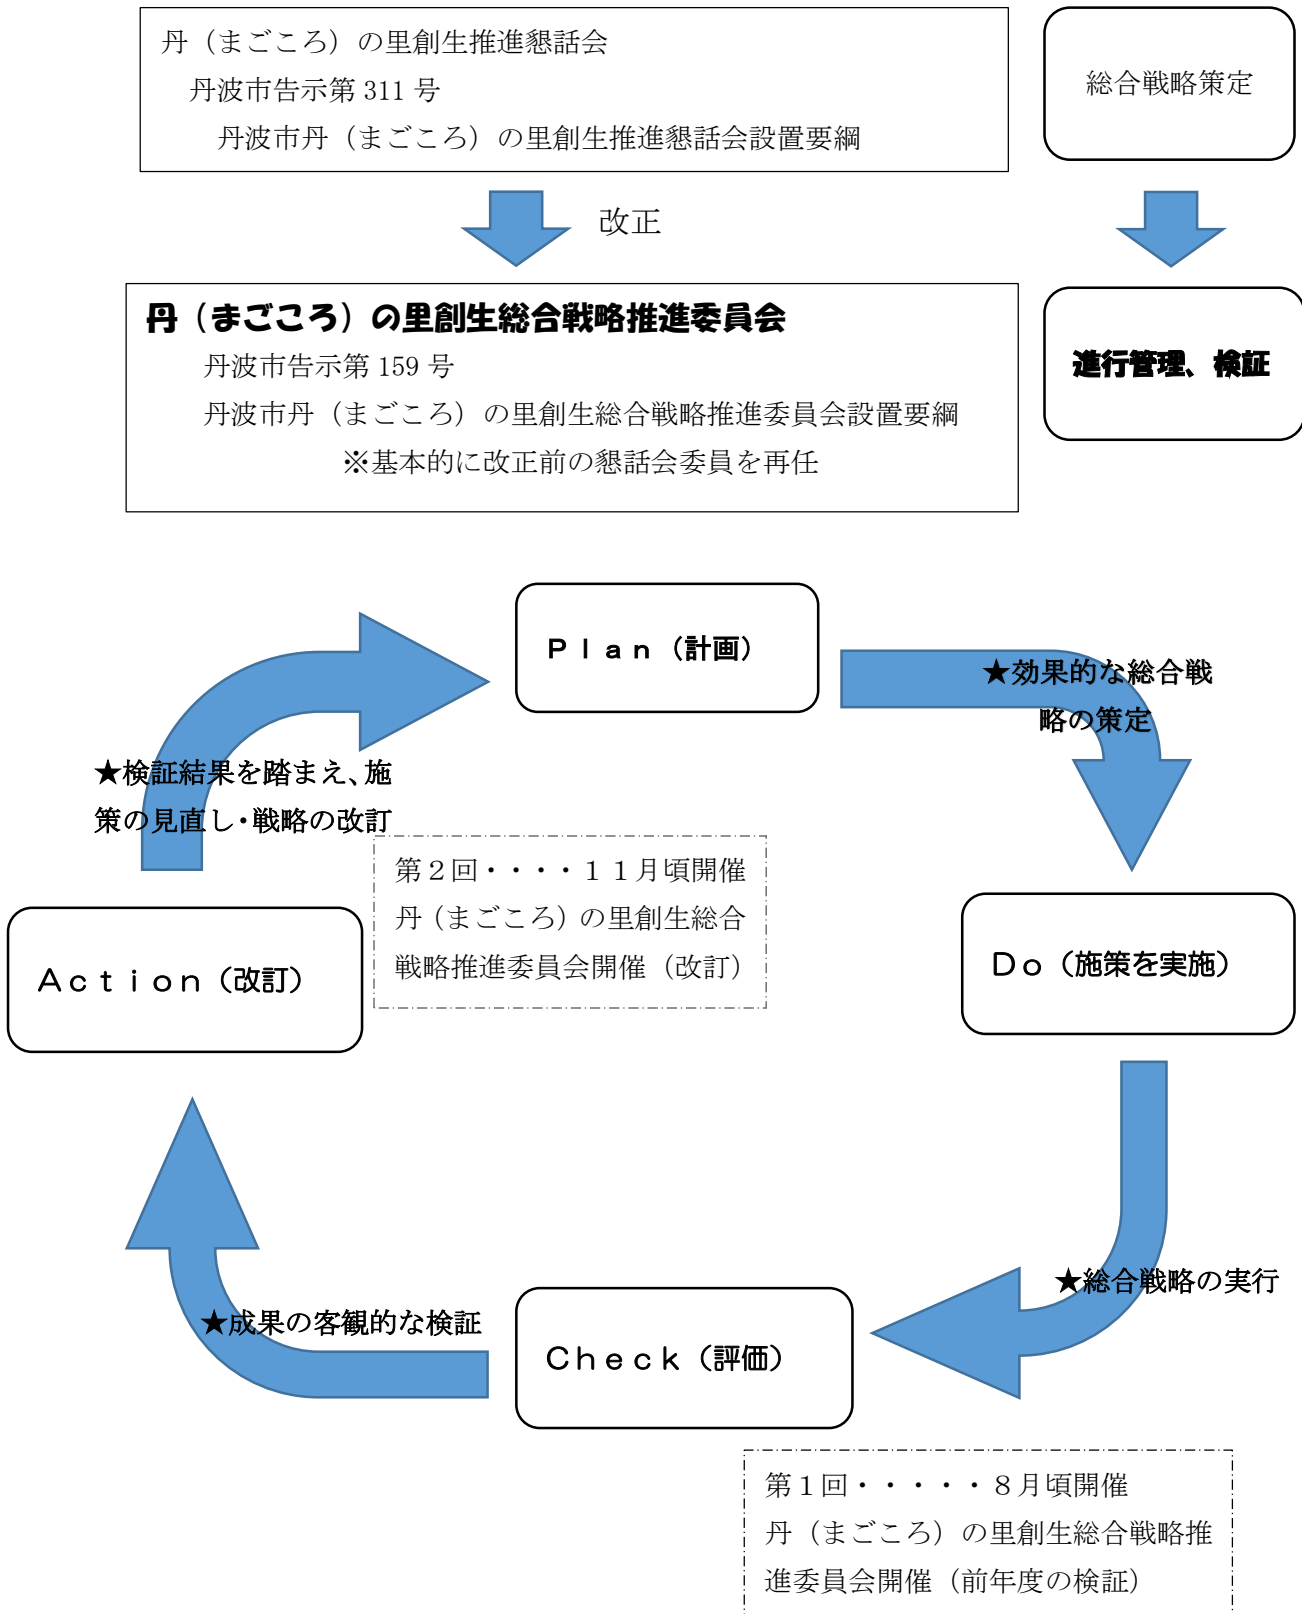 丹（まごころ）の里創生推進懇話会
丹波市告示第 311 号
丹波市丹（まごころ）の里創生推進懇話会設置要綱
総合戦略策定
改正
丹（まごころ）の里創生総合戦略推進委員会
丹波市告示第 159 号
丹波市丹（まごころ）の里創生総合戦略推進委員会設置要綱
※基本的に改正前の懇話会委員を再任
進行管理、検証
Ｐｌａｎ（計画）
★効果的な総合戦
略の策定
★検証結果を踏まえ、施
策の見直し・戦略の改訂
第２回・・・・１１月頃開催
丹（まごころ）の里創生総合
戦略推進委員会開催（改訂）
Ａｃｔｉｏｎ（改訂）
Ｄｏ（施策を実施）
★総合戦略の実行
★成果の客観的な検証
Ｃｈｅｃｋ（評価）
第１回・・・・・８月頃開催
丹（まごころ）の里創生総合戦略推
進委員会開催（前年度の検証）